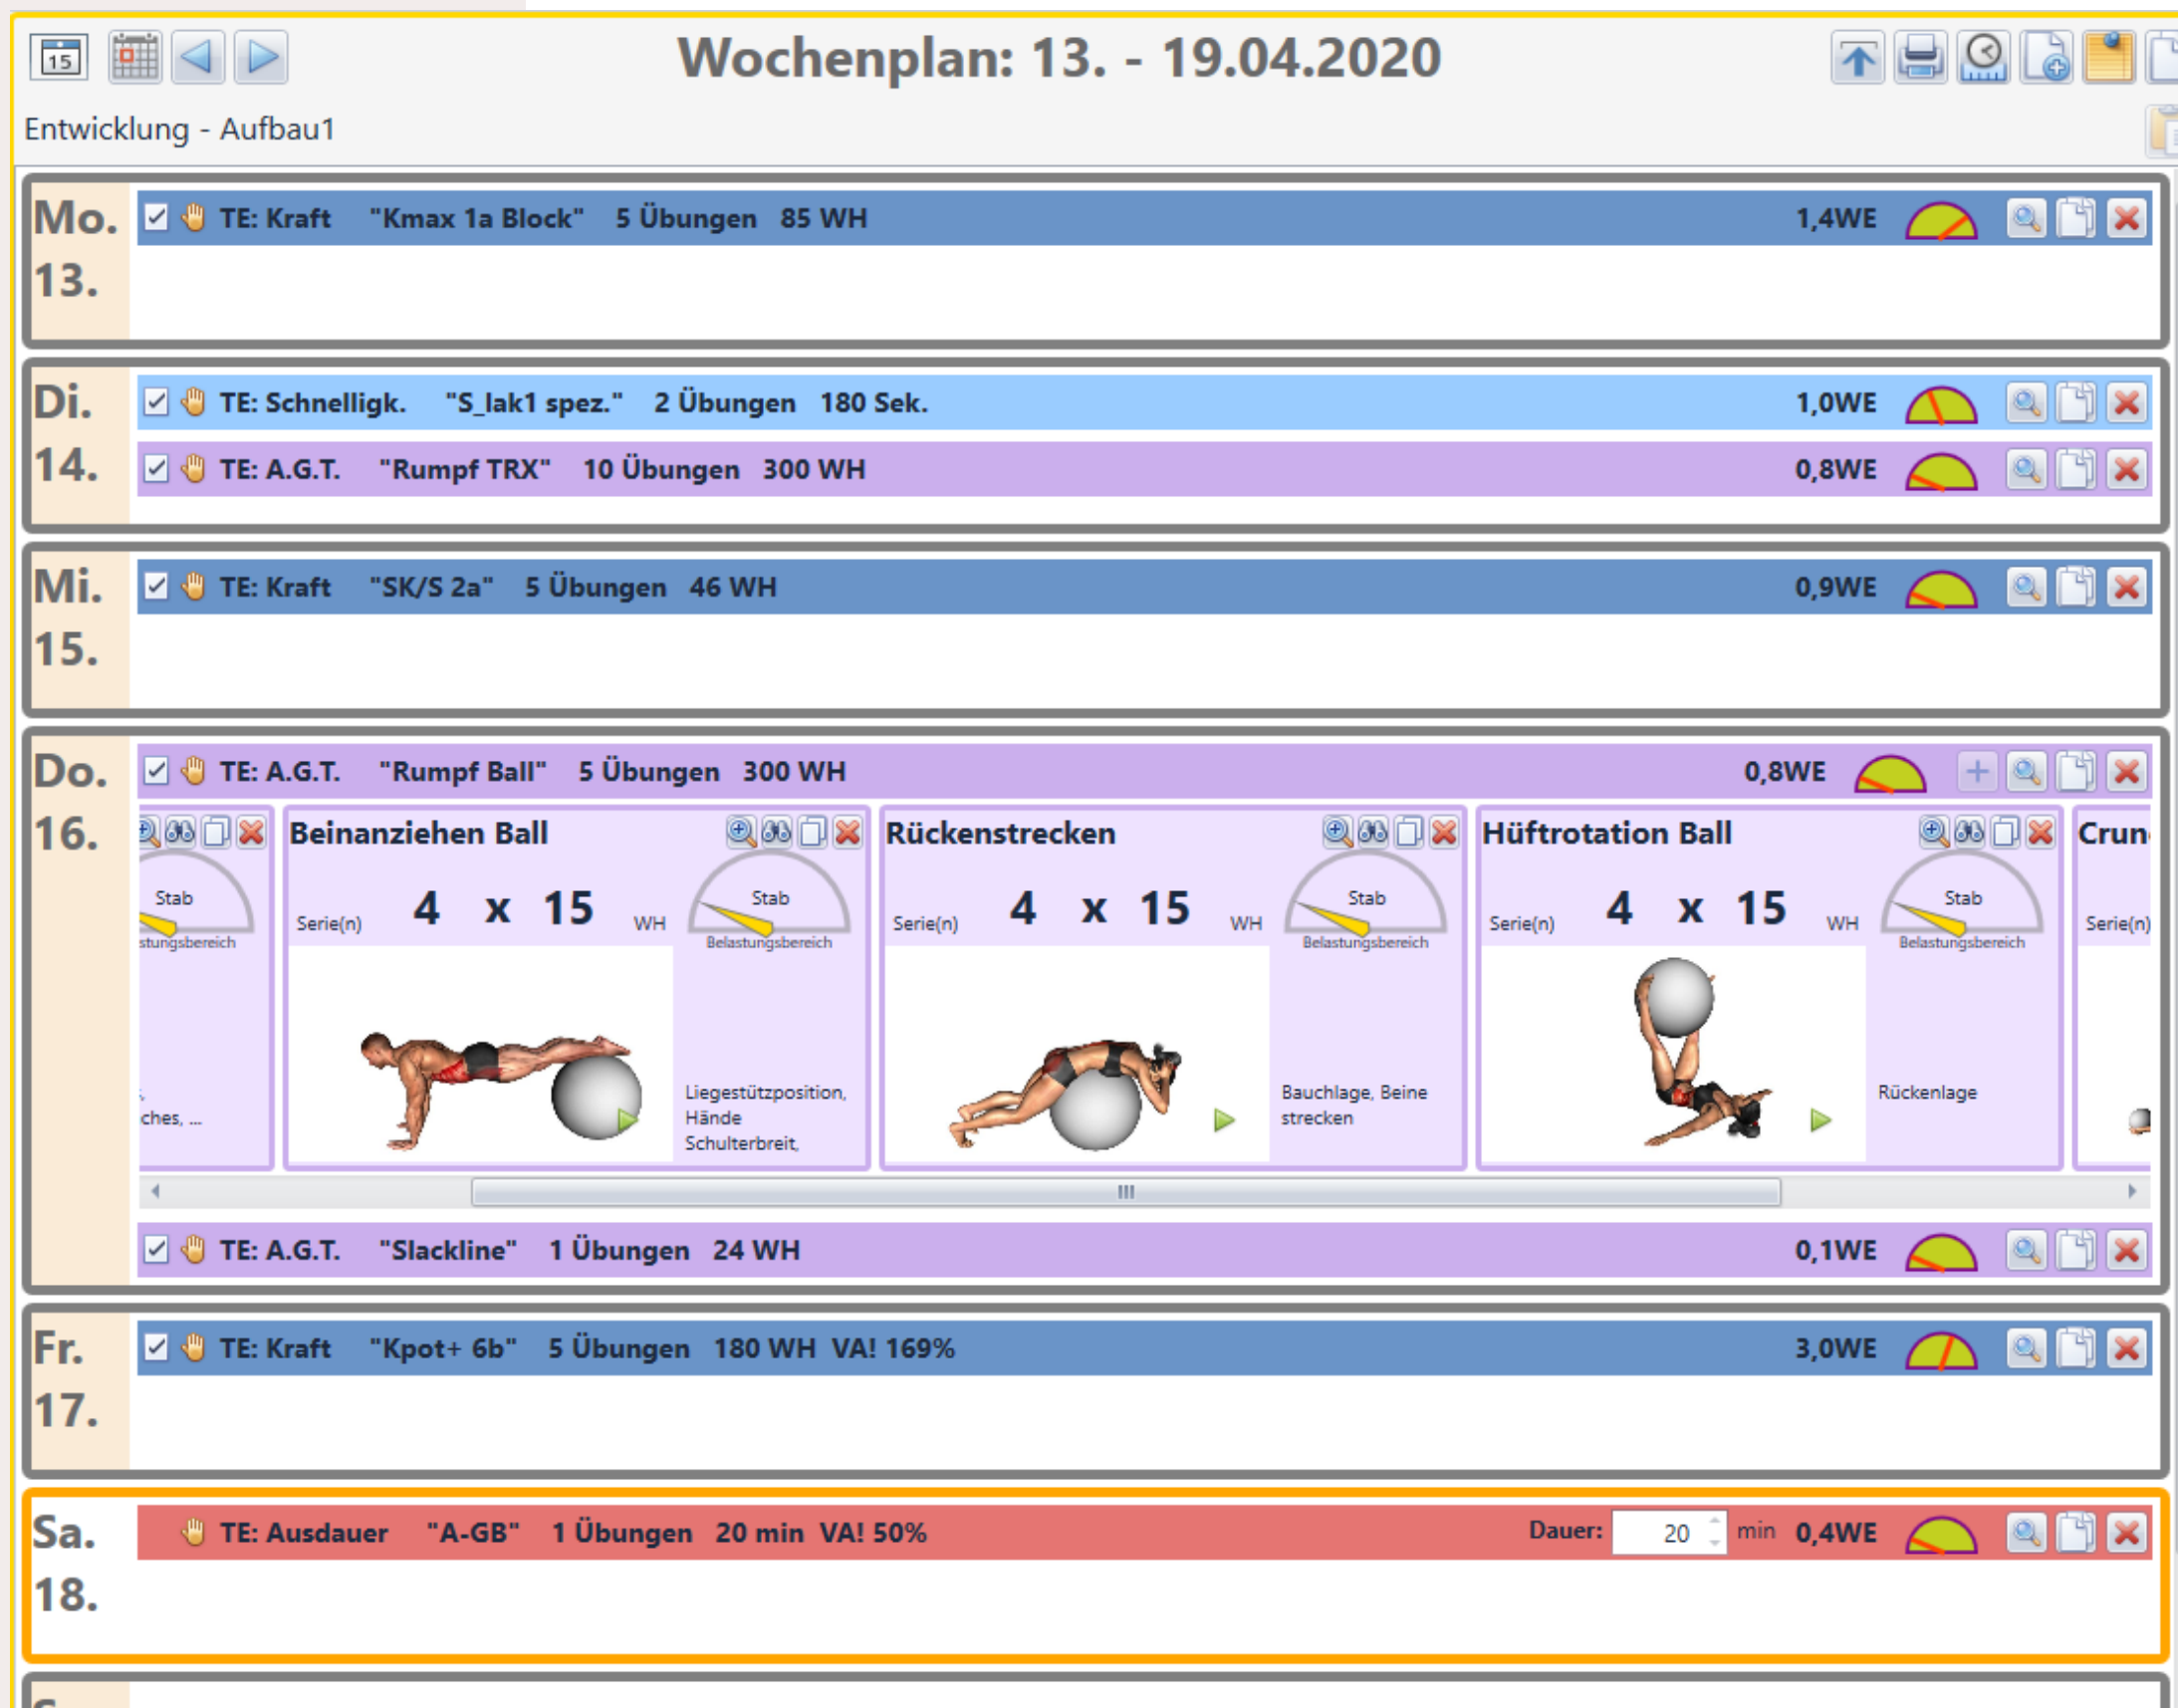 15
Wochenplan: 13. - 19.04.2020
Entwicklung - Aufbau1
Mo.
13.
TE: Kraft "Kmax 1a Block" 5 Übungen 85 WH 1,4WE
Di.
14.
TE: Schnelligk. "S_lak1 spez." 2 Übungen 180 Sek. 1,0WE
TE: A.G.T. "Rumpf TRX" 10 Übungen 300 WH 0,8WE
Mi.
15.
TE: Kraft "SK/S 2a" 5 Übungen 46 WH 0,9WE
Do.
16.
TE: A.G.T. "Rumpf Ball" 5 Übungen 300 WH 0,8WE
Stab
stungsbereich
ches, ...
Beinanziehen Ball
Serie(n) 4 x 15 WH
Stab
Belastungsbereich
Liegestützposition,
Hände
Schulterbreit,
Rückenstrecken
Serie(n) 4 x 15 WH
Stab
Belastungsbereich
Bauchlage, Beine
strecken
Hüftrotation Ball
Serie(n) 4 x 15 WH
Stab
Belastungsbereich
Rückenlage
Crun
Serie(n)
TE: A.G.T. "Slackline" 1 Übungen 24 WH 0,1WE
Fr.
17.
TE: Kraft "Kpot+ 6b" 5 Übungen 180 WH VA! 169% 3,0WE
Sa.
18.
TE: Ausdauer "A-GB" 1 Übungen 20 min VA! 50% Dauer: 20 min 0,4WE